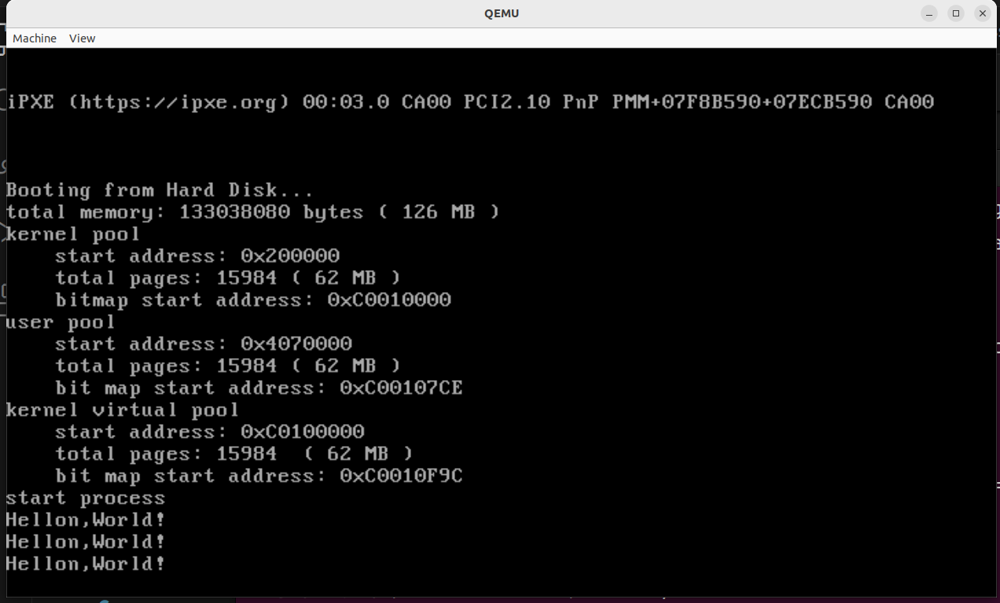 QEMU
Machine View
iPXE (https://ipxe.org) 00:03.0 CA00 PCI2.10 PnP PMM+07F8B590+07ECB590 CA00
Booting from Hard Disk...
total memory: 133038080 bytes ( 126 MB )
kernel pool
    start address: 0x200000
    total pages: 15984 ( 62 MB )
    bitmap start address: 0xC0010000
user pool
    start address: 0x4070000
    total pages: 15984 ( 62 MB )
    bit map start address: 0xC00107CE
kernel virtual pool
    start address: 0xC0100000
    total pages: 15984  ( 62 MB )
    bit map start address: 0xC0010F9C
start process
Hellon,World!
Hellon,World!
Hellon,World!